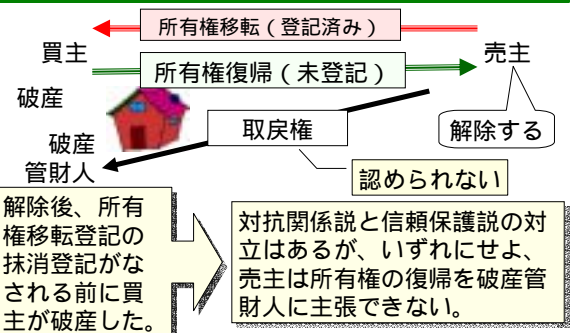 所有権移転（登記済み）
買主
売主
所有権復帰（未登記）
破産
取戻権
解除する
破産
管財人
認められない
解除後、所有
権移転登記の
抹消登記がな
される前に買
主が破産した。
対抗関係説と信頼保護説の対
立はあるが、いずれにせよ、
売主は所有権の復帰を破産管
財人に主張できない。